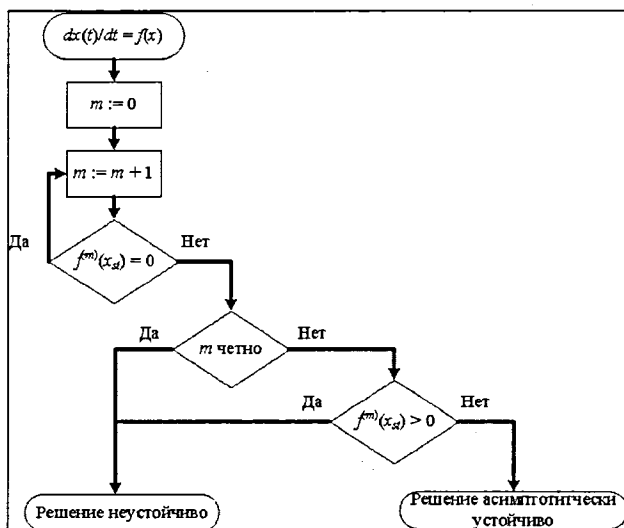 dx(t)/dt = f(x)
m := 0
m := m + 1
Да
Нет
f⁽ᵐ⁾(xₛₜ) = 0
Да
Нет
m четно
Да
Нет
f⁽ᵐ⁾(xₛₜ) > 0
Решение неустойчиво
Решение асимптотитчески
устойчиво